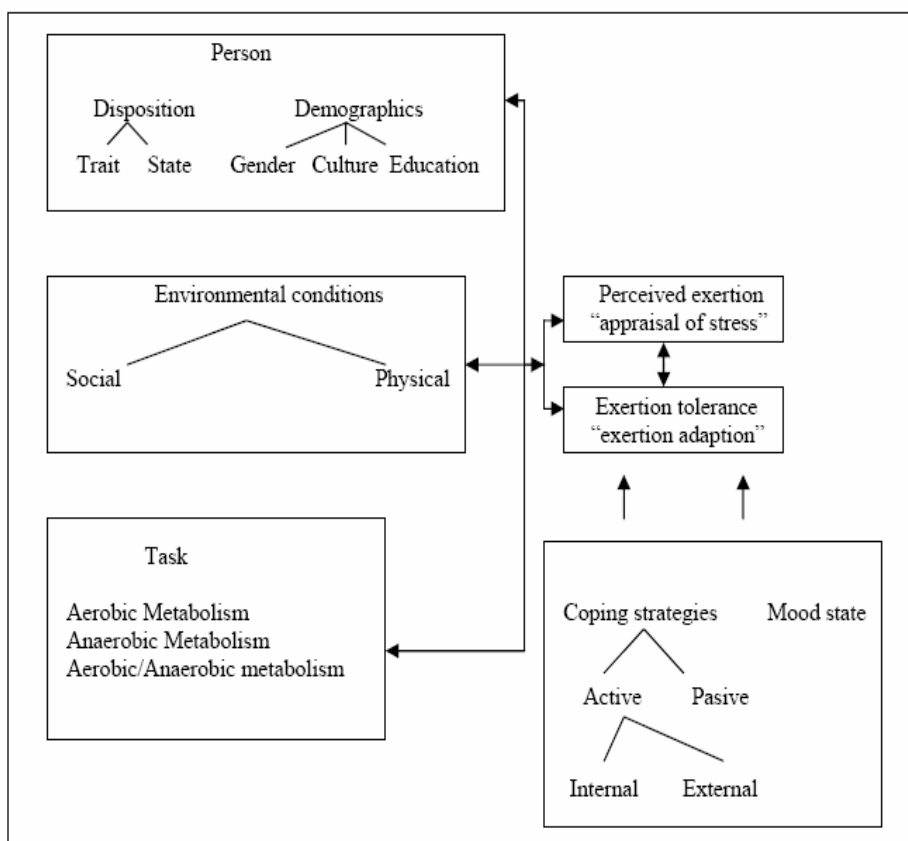 Person
Disposition Demographics
Trait State Gender Culture Education
Environmental conditions
Social Physical
Perceived exertion
“appraisal of stress”
Exertion tolerance
“exertion adaption”
Task
Aerobic Metabolism
Anaerobic Metabolism
Aerobic/Anaerobic metabolism
Coping strategies Mood state
Active Pasive
Internal External